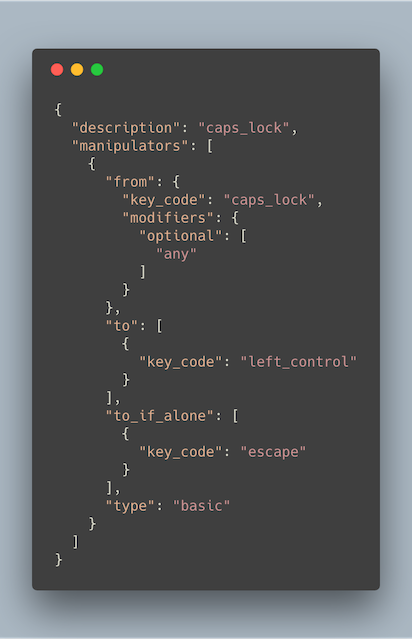 {
  "description": "caps_lock",
  "manipulators": [
    {
      "from": {
        "key_code": "caps_lock",
        "modifiers": {
          "optional": [
            "any"
          ]
        }
      },
      "to": [
        {
          "key_code": "left_control"
        }
      ],
      "to_if_alone": [
        {
          "key_code": "escape"
        }
      ],
      "type": "basic"
    }
  ]
}